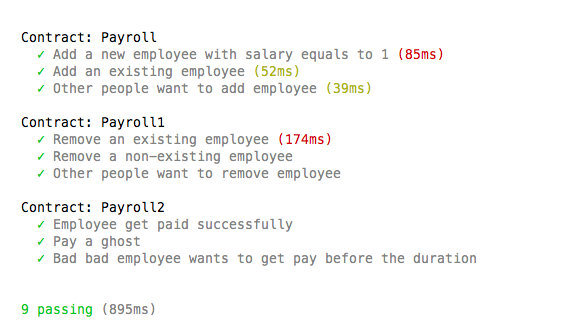 Contract: Payroll
✓ Add a new employee with salary equals to 1 (85ms)
✓ Add an existing employee (52ms)
✓ Other people want to add employee (39ms)
Contract: Payroll1
✓ Remove an existing employee (174ms)
✓ Remove a non-existing employee
✓ Other people want to remove employee
Contract: Payroll2
✓ Employee get paid successfully
✓ Pay a ghost
✓ Bad bad employee wants to get pay before the duration
9 passing (895ms)